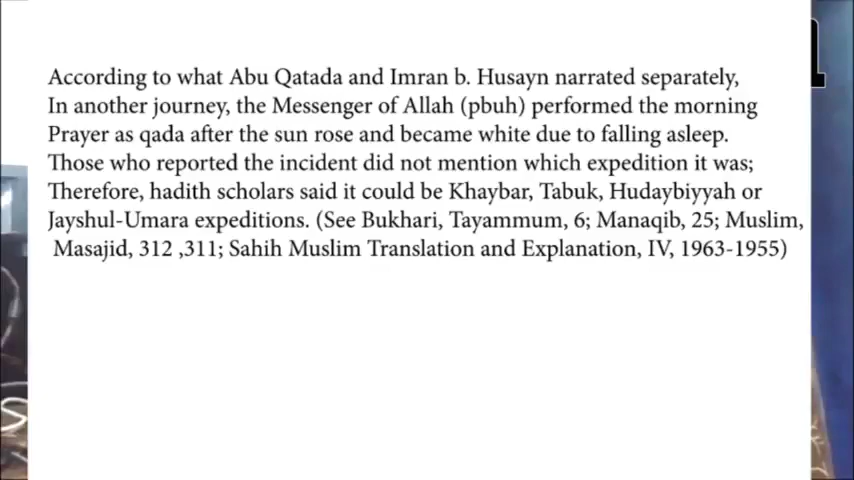 According to what Abu Qatada and Imran b. Husayn narrated separately,
In another journey, the Messenger of Allah (pbuh) performed the morning
Prayer as qada after the sun rose and became white due to falling asleep.
Those who reported the incident did not mention which expedition it was;
Therefore, hadith scholars said it could be Khaybar, Tabuk, Hudaybiyyah or
Jayshul-Umara expeditions. (See Bukhari, Tayammum, 6; Manaqib, 25; Muslim,
Masajid, 312 ,311; Sahih Muslim Translation and Explanation, IV, 1963-1955)